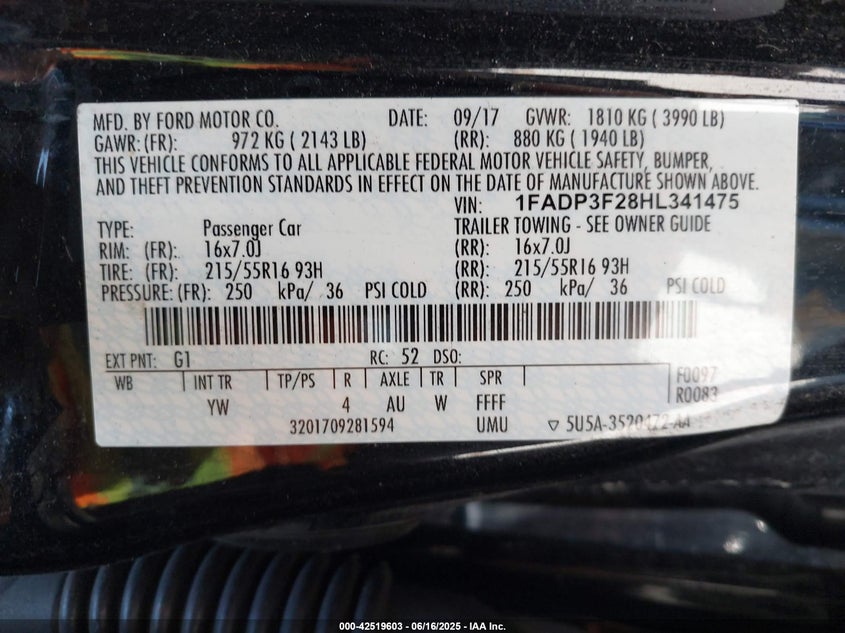 MFD. BY FORD MOTOR CO. DATE: 09/17 GVWR: 1810 KG ( 3990 LB)
GAWR: (FR): 972 KG ( 2143 LB) (RR): 880 KG ( 1940 LB)
THIS VEHICLE CONFORMS TO ALL APPLICABLE FEDERAL MOTOR VEHICLE SAFETY, BUMPER,
AND THEFT PREVENTION STANDARDS IN EFFECT ON THE DATE OF MANUFACTURE SHOWN ABOVE.
VIN: 1FADP3F28HL341475
TYPE: Passenger Car TRAILER TOWING - SEE OWNER GUIDE
RIM: (FR): 16x7.0J (RR): 16x7.0J
TIRE: (FR): 215/55R16 93H (RR): 215/55R16 93H
PRESSURE: (FR): 250 kPa/ 36 PSI COLD (RR): 250 kPa/ 36 PSI COLD
EXT PNT: G1 RC: 52 DSO: F0097
WB INT TR TP/PS R AXLE TR SPR R0083
YW 4 AU W FFFF
3201709281594 UMU ▽ 5U5A-3520472-AA
000-42519603 / 06/16/2025 - IAA Inc.